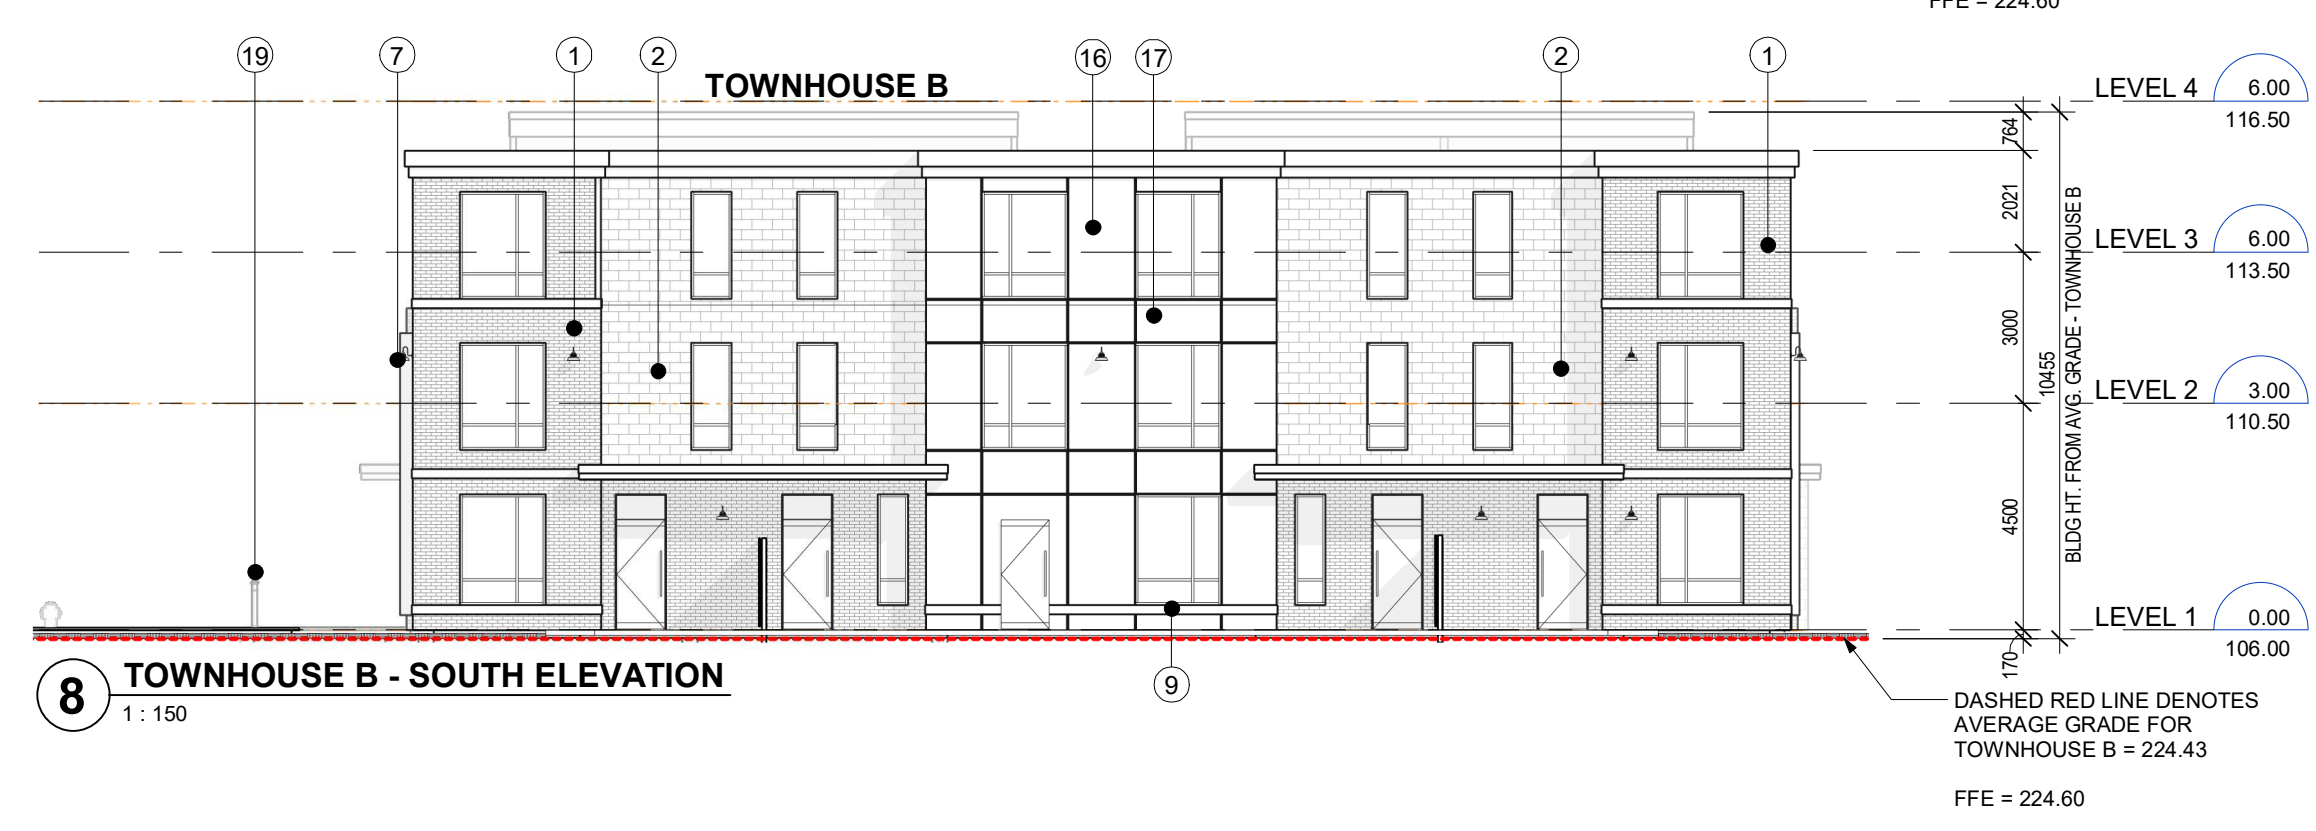 FFE = 224.60
19 7 1 2 16 17 2 1
TOWNHOUSE B
LEVEL 4 6.00
116.50
764
2021
LEVEL 3 6.00
113.50
3000
10455
BLDG HT. FROM AVG. GRADE - TOWNHOUSE B
LEVEL 2 3.00
110.50
4500
LEVEL 1 0.00
106.00
170
9
8 TOWNHOUSE B - SOUTH ELEVATION
1 : 150
DASHED RED LINE DENOTES
AVERAGE GRADE FOR
TOWNHOUSE B = 224.43
FFE = 224.60